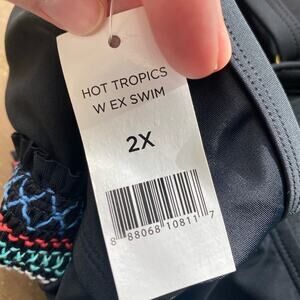 HOT TROPICS
W EX SWIM
2X
8 88068 10811 7